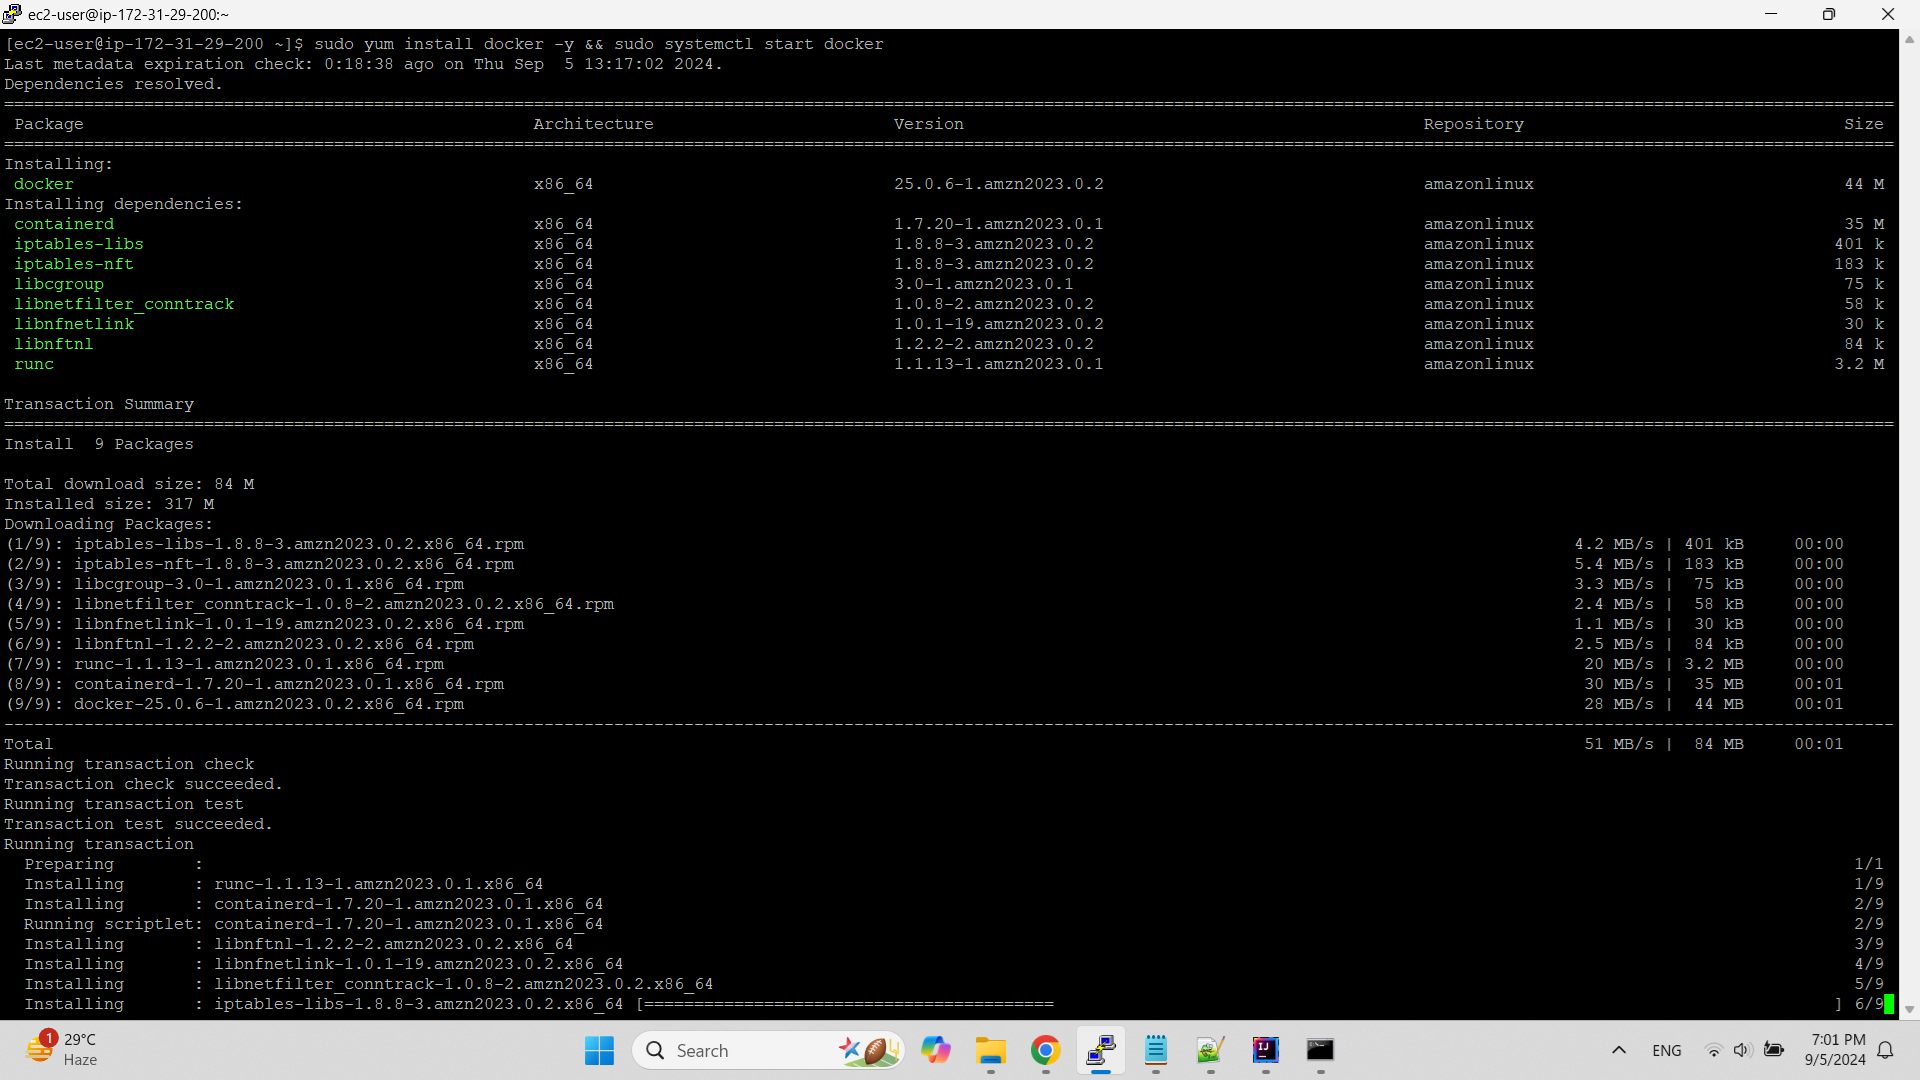 ec2-user@ip-172-31-29-200:~
[ec2-user@ip-172-31-29-200 ~]$ sudo yum install docker -y && sudo systemctl start docker
Last metadata expiration check: 0:18:38 ago on Thu Sep  5 13:17:02 2024.
Dependencies resolved.
Package Architecture Version Repository Size
Installing:
docker x86_64 25.0.6-1.amzn2023.0.2 amazonlinux 44 M
Installing dependencies:
containerd x86_64 1.7.20-1.amzn2023.0.1 amazonlinux 35 M
iptables-libs x86_64 1.8.8-3.amzn2023.0.2 amazonlinux 401 k
iptables-nft x86_64 1.8.8-3.amzn2023.0.2 amazonlinux 183 k
libcgroup x86_64 3.0-1.amzn2023.0.1 amazonlinux 75 k
libnetfilter_conntrack x86_64 1.0.8-2.amzn2023.0.2 amazonlinux 58 k
libnfnetlink x86_64 1.0.1-19.amzn2023.0.2 amazonlinux 30 k
libnftnl x86_64 1.2.2-2.amzn2023.0.2 amazonlinux 84 k
runc x86_64 1.1.13-1.amzn2023.0.1 amazonlinux 3.2 M
Transaction Summary
Install  9 Packages
Total download size: 84 M
Installed size: 317 M
Downloading Packages:
(1/9): iptables-libs-1.8.8-3.amzn2023.0.2.x86_64.rpm 4.2 MB/s | 401 kB 00:00
(2/9): iptables-nft-1.8.8-3.amzn2023.0.2.x86_64.rpm 5.4 MB/s | 183 kB 00:00
(3/9): libcgroup-3.0-1.amzn2023.0.1.x86_64.rpm 3.3 MB/s | 75 kB 00:00
(4/9): libnetfilter_conntrack-1.0.8-2.amzn2023.0.2.x86_64.rpm 2.4 MB/s | 58 kB 00:00
(5/9): libnfnetlink-1.0.1-19.amzn2023.0.2.x86_64.rpm 1.1 MB/s | 30 kB 00:00
(6/9): libnftnl-1.2.2-2.amzn2023.0.2.x86_64.rpm 2.5 MB/s | 84 kB 00:00
(7/9): runc-1.1.13-1.amzn2023.0.1.x86_64.rpm 20 MB/s | 3.2 MB 00:00
(8/9): containerd-1.7.20-1.amzn2023.0.1.x86_64.rpm 30 MB/s | 35 MB 00:01
(9/9): docker-25.0.6-1.amzn2023.0.2.x86_64.rpm 28 MB/s | 44 MB 00:01
Total 51 MB/s | 84 MB 00:01
Running transaction check
Transaction check succeeded.
Running transaction test
Transaction test succeeded.
Running transaction
Preparing : 1/1
Installing : runc-1.1.13-1.amzn2023.0.1.x86_64 1/9
Installing : containerd-1.7.20-1.amzn2023.0.1.x86_64 2/9
Running scriptlet: containerd-1.7.20-1.amzn2023.0.1.x86_64 2/9
Installing : libnftnl-1.2.2-2.amzn2023.0.2.x86_64 3/9
Installing : libnfnetlink-1.0.1-19.amzn2023.0.2.x86_64 4/9
Installing : libnetfilter_conntrack-1.0.8-2.amzn2023.0.2.x86_64 5/9
Installing : iptables-libs-1.8.8-3.amzn2023.0.2.x86_64 [========================================= ] 6/9
1
29°C
Haze
Search
IJ
ENG
7:01 PM
9/5/2024